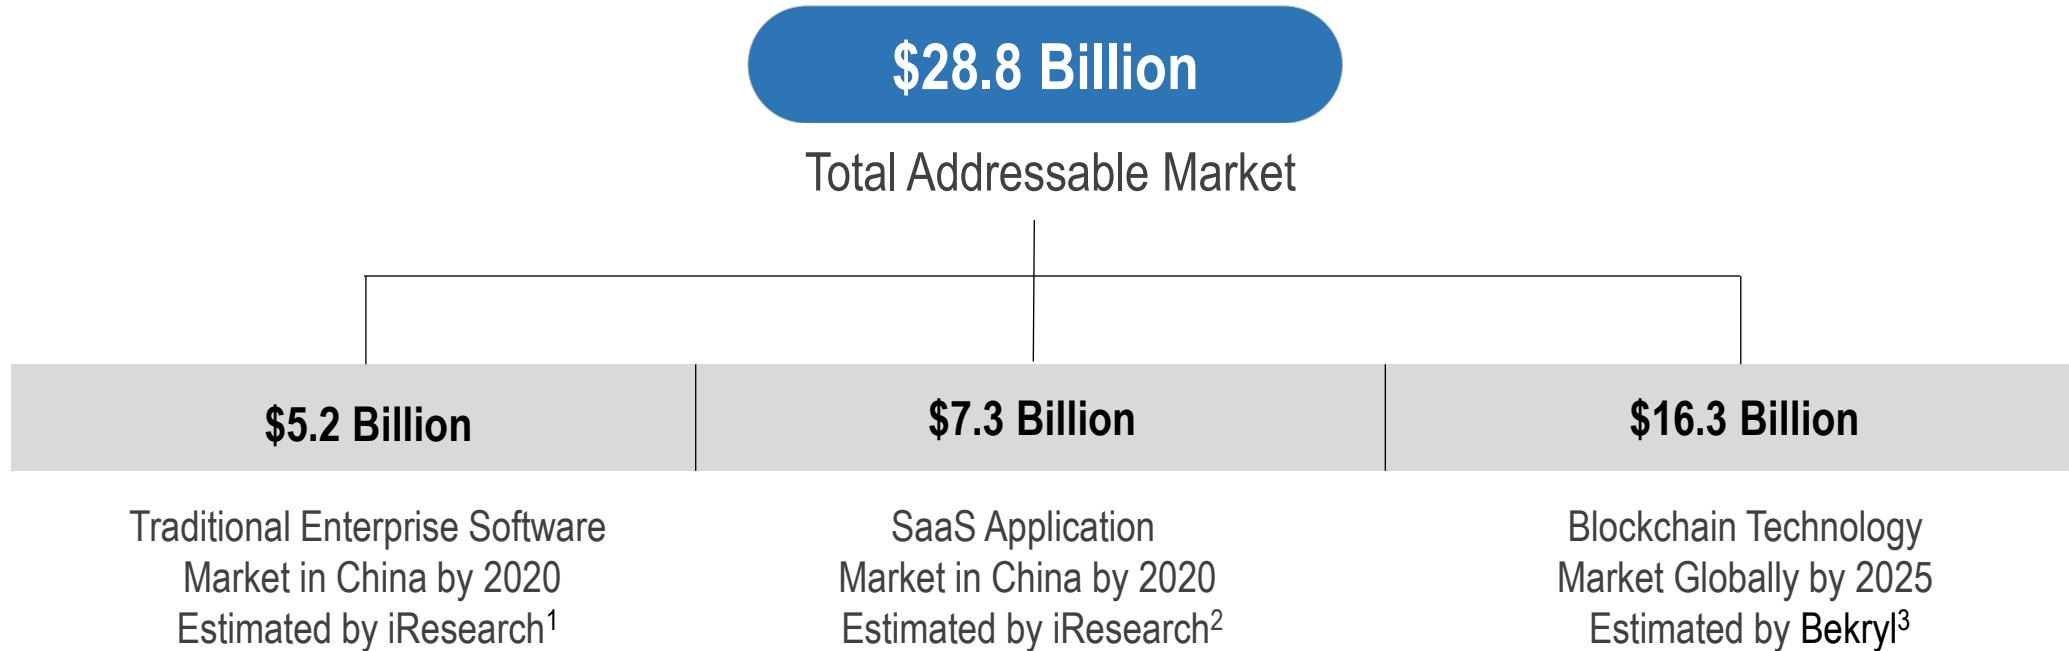 $28.8 Billion
Total Addressable Market
$5.2 Billion
$7.3 Billion
$16.3 Billion
Traditional Enterprise Software
Market in China by 2020
Estimated by iResearch¹
SaaS Application
Market in China by 2020
Estimated by iResearch²
Blockchain Technology
Market Globally by 2025
Estimated by Bekryl³